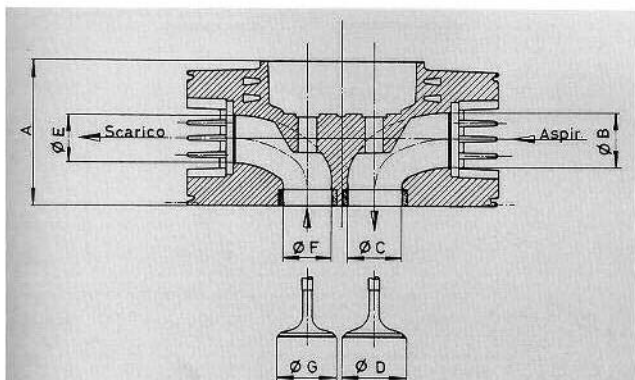 A
Ø E
Scarico
Aspir.
Ø B
Ø F
Ø C
Ø G
Ø D